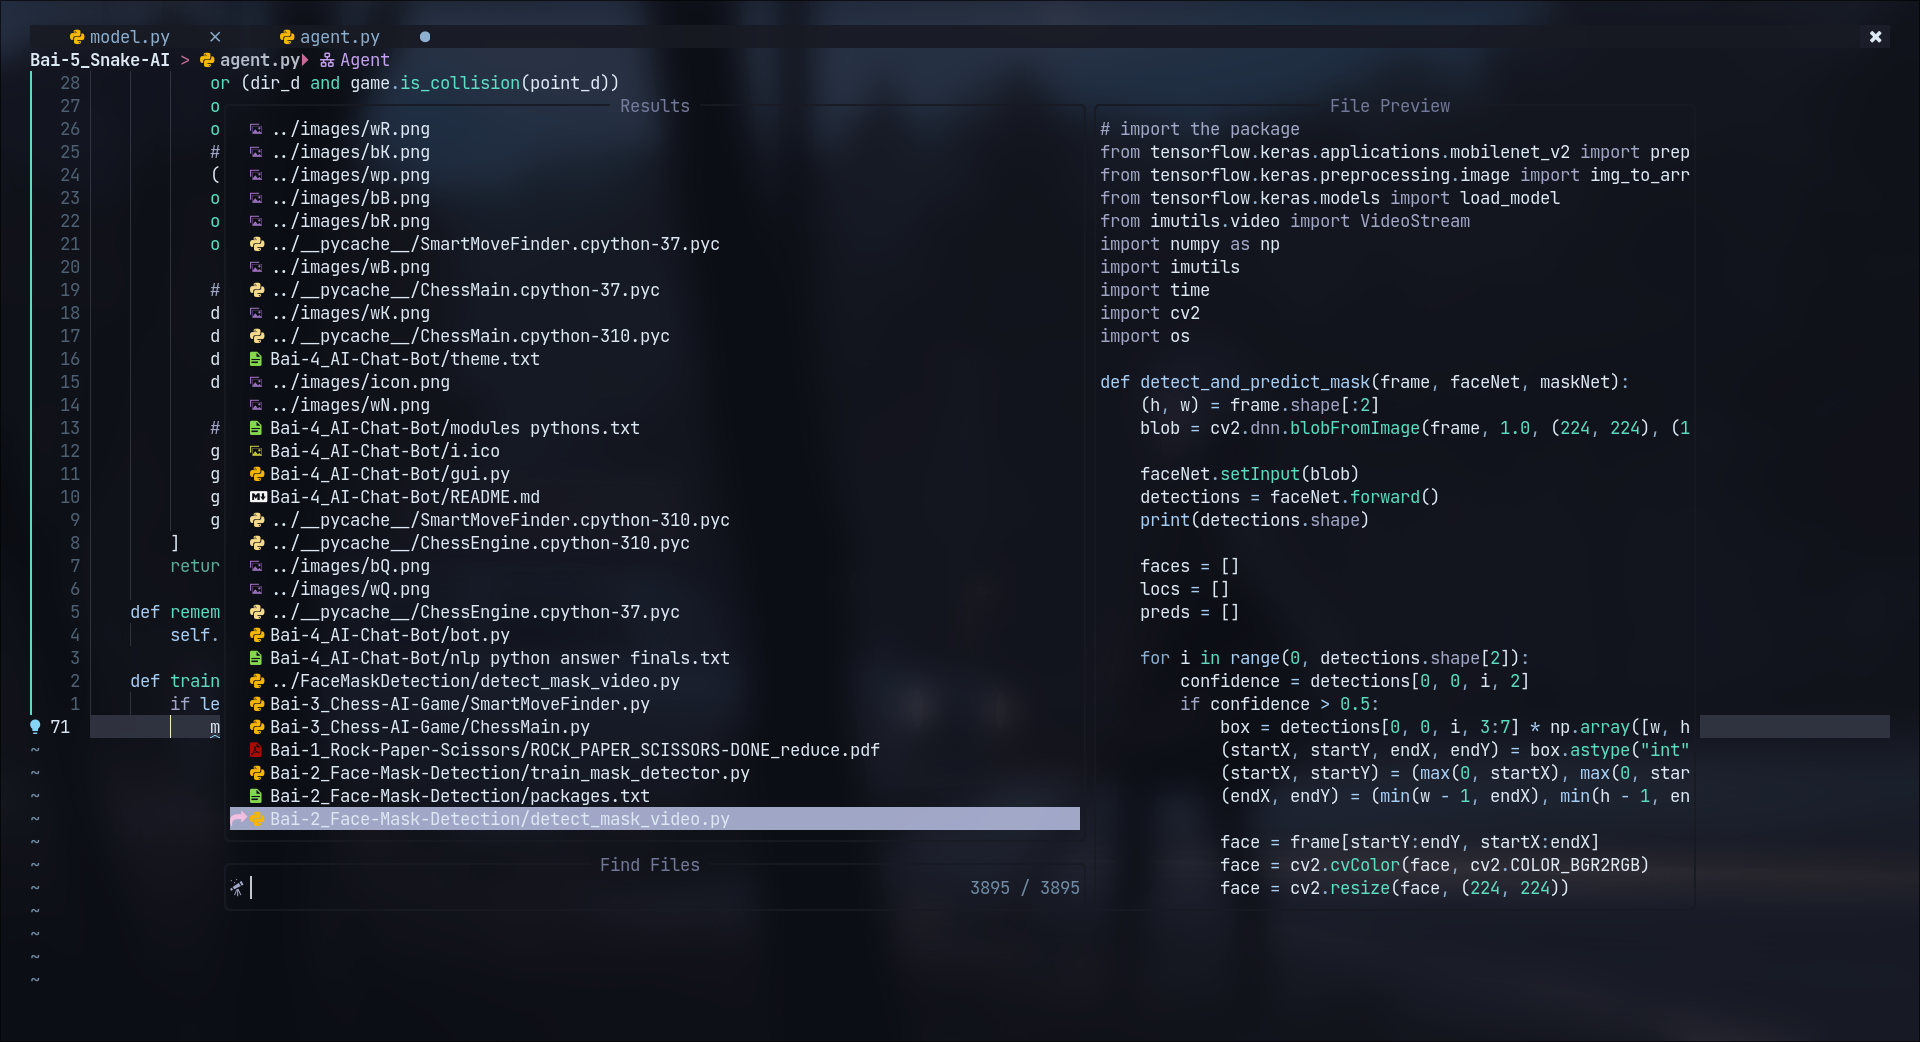 model.py × agent.py ●
Bai-5_Snake-AI > agent.py Agent
28 or (dir_d and game.is_collision(point_d))
27 o
26 o
25 #
24 (
23 o
22 o
21 o
20
19 #
18 d
17 d
16 d
15 d
14
13 #
12 g
11 g
10 g
9 g
8 ]
7 retur
6
5 def remem
4 self.
3
2 def train
1 if le
71 m
~
~
~
~
~
~
~
~
~
~
~
Results
../images/wR.png
../images/bK.png
../images/wp.png
../images/bB.png
../images/bR.png
../__pycache__/SmartMoveFinder.cpython-37.pyc
../images/wB.png
../__pycache__/ChessMain.cpython-37.pyc
../images/wK.png
../__pycache__/ChessMain.cpython-310.pyc
Bai-4_AI-Chat-Bot/theme.txt
../images/icon.png
../images/wN.png
Bai-4_AI-Chat-Bot/modules pythons.txt
Bai-4_AI-Chat-Bot/i.ico
Bai-4_AI-Chat-Bot/gui.py
Bai-4_AI-Chat-Bot/README.md
../__pycache__/SmartMoveFinder.cpython-310.pyc
../__pycache__/ChessEngine.cpython-310.pyc
../images/bQ.png
../images/wQ.png
../__pycache__/ChessEngine.cpython-37.pyc
Bai-4_AI-Chat-Bot/bot.py
Bai-4_AI-Chat-Bot/nlp python answer finals.txt
../FaceMaskDetection/detect_mask_video.py
Bai-3_Chess-AI-Game/SmartMoveFinder.py
Bai-3_Chess-AI-Game/ChessMain.py
Bai-1_Rock-Paper-Scissors/ROCK_PAPER_SCISSORS-DONE_reduce.pdf
Bai-2_Face-Mask-Detection/train_mask_detector.py
Bai-2_Face-Mask-Detection/packages.txt
Bai-2_Face-Mask-Detection/detect_mask_video.py
Find Files
3895 / 3895
File Preview
# import the package
from tensorflow.keras.applications.mobilenet_v2 import prep
from tensorflow.keras.preprocessing.image import img_to_arr
from tensorflow.keras.models import load_model
from imutils.video import VideoStream
import numpy as np
import imutils
import time
import cv2
import os
def detect_and_predict_mask(frame, faceNet, maskNet):
(h, w) = frame.shape[:2]
blob = cv2.dnn.blobFromImage(frame, 1.0, (224, 224), (1
faceNet.setInput(blob)
detections = faceNet.forward()
print(detections.shape)
faces = []
locs = []
preds = []
for i in range(0, detections.shape[2]):
confidence = detections[0, 0, i, 2]
if confidence > 0.5:
box = detections[0, 0, i, 3:7] * np.array([w, h
(startX, startY, endX, endY) = box.astype("int"
(startX, startY) = (max(0, startX), max(0, star
(endX, endY) = (min(w - 1, endX), min(h - 1, en
face = frame[startY:endY, startX:endX]
face = cv2.cvColor(face, cv2.COLOR_BGR2RGB)
face = cv2.resize(face, (224, 224))